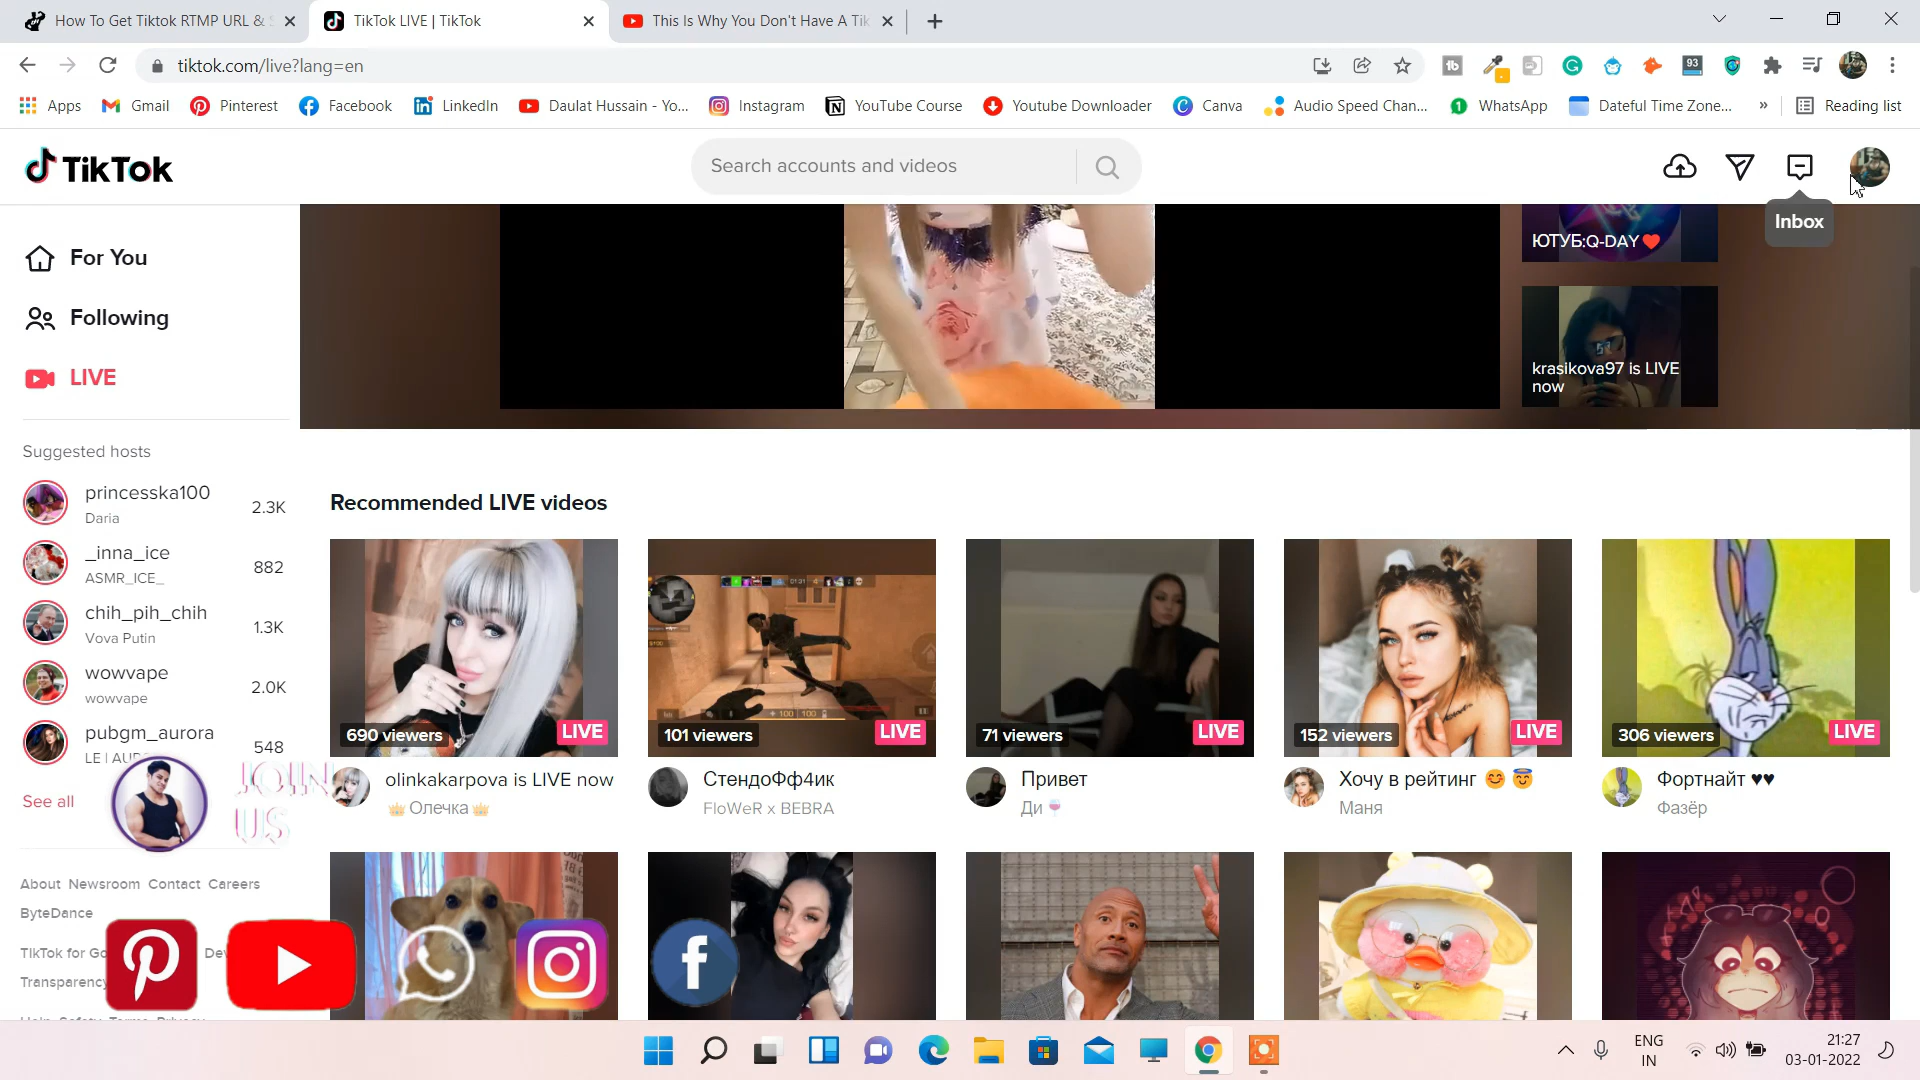 How To Get Tiktok RTMP URL &
TikTok LIVE | TikTok
This Is Why You Don't Have A Tik
tiktok.com/live?lang=en
93
Apps
Gmail
Pinterest
Facebook
LinkedIn
Daulat Hussain - Yo...
Instagram
YouTube Course
Youtube Downloader
Canva
Audio Speed Chan...
WhatsApp
Dateful Time Zone...
»
Reading list
TikTok
Search accounts and videos
Inbox
For You
Following
LIVE
ЮТУБ:Q-DAY❤️
krasikova97 is LIVE
now
Suggested hosts
princesska100
Daria
2.3K
_inna_ice
ASMR_ICE_
882
chih_pih_chih
Vova Putin
1.3K
wowvape
wowvape
2.0K
pubgm_aurora
548
See all
JOIN
US
Recommended LIVE videos
690 viewers
LIVE
101 viewers
LIVE
71 viewers
LIVE
152 viewers
LIVE
306 viewers
LIVE
olinkakarpova is LIVE now
👑 Олечка 👑
СтендоФф4ик
FloWeR x BEBRA
Привет
Ди 🍷
Хочу в рейтинг 😊 😇
Маня
Фортнайт ♥♥
Фазёр
About Newsroom Contact Careers
ByteDance
TikTok for
Transparency
Help Safety Terms Privacy
ENG
IN
21:27
03-01-2022